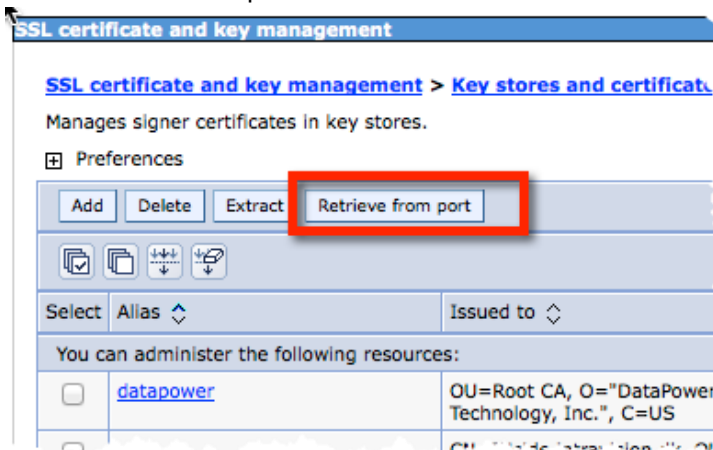 SSL certificate and key management
SSL certificate and key management > Key stores and certificate
Manages signer certificates in key stores.
Preferences
Add Delete Extract Retrieve from port
Select Alias Issued to
You can administer the following resources:
datapower OU=Root CA, O="DataPower
Technology, Inc.", C=US